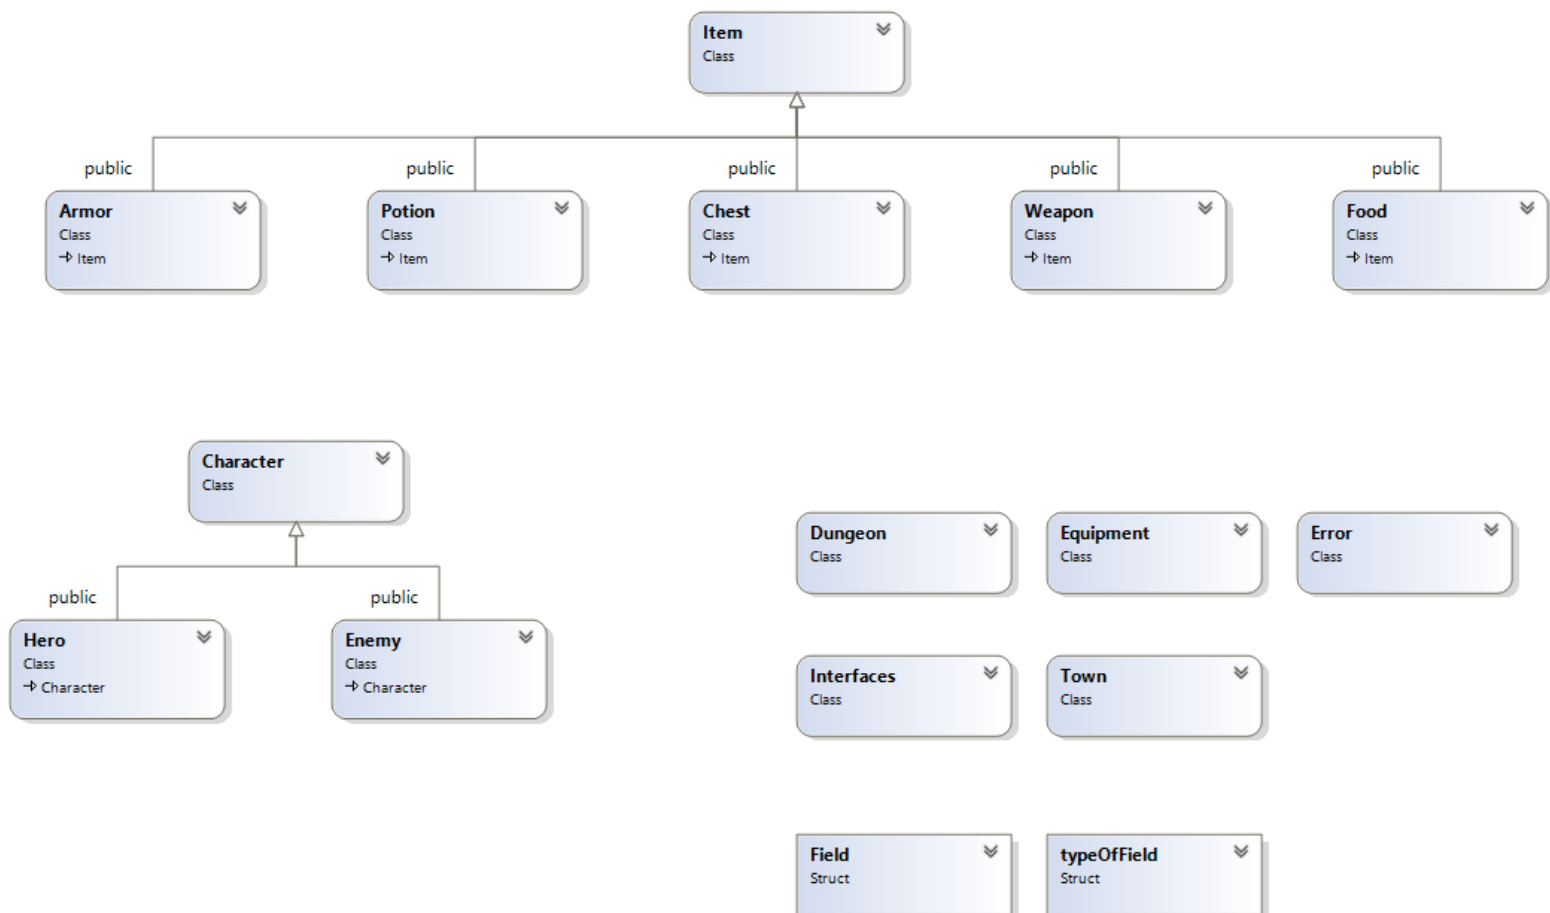 Item
Class
public
public
public
public
public
Armor
Class
Item
Potion
Class
Item
Chest
Class
Item
Weapon
Class
Item
Food
Class
Item
Character
Class
public
public
Hero
Class
Character
Enemy
Class
Character
Dungeon
Class
Equipment
Class
Error
Class
Interfaces
Class
Town
Class
Field
Struct
typeOfField
Struct